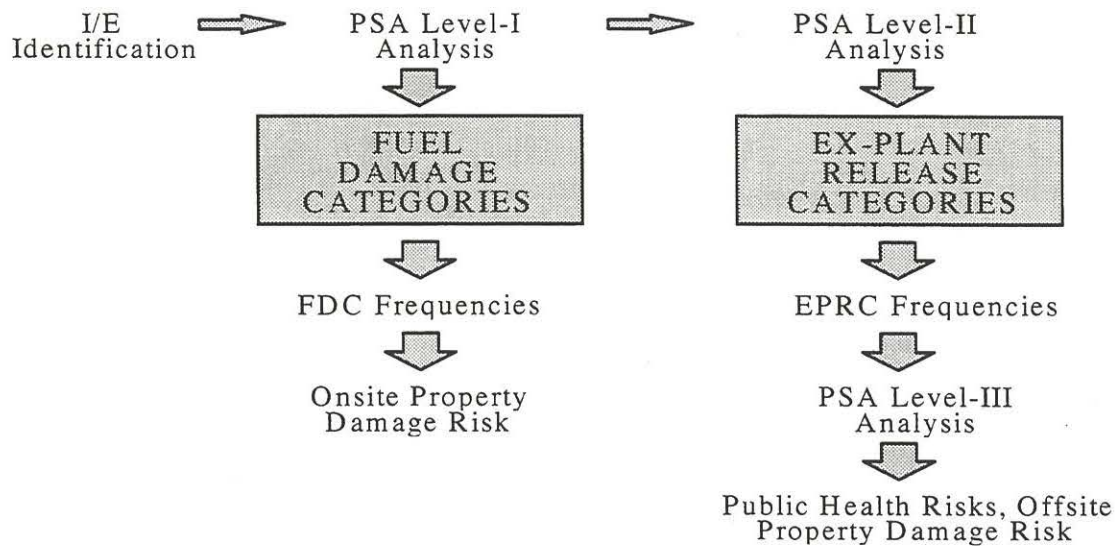 I/E
Identification
PSA Level-I
Analysis
PSA Level-II
Analysis
FUEL
DAMAGE
CATEGORIES
EX-PLANT
RELEASE
CATEGORIES
FDC Frequencies
EPRC Frequencies
Onsite Property
Damage Risk
PSA Level-III
Analysis
Public Health Risks, Offsite
Property Damage Risk